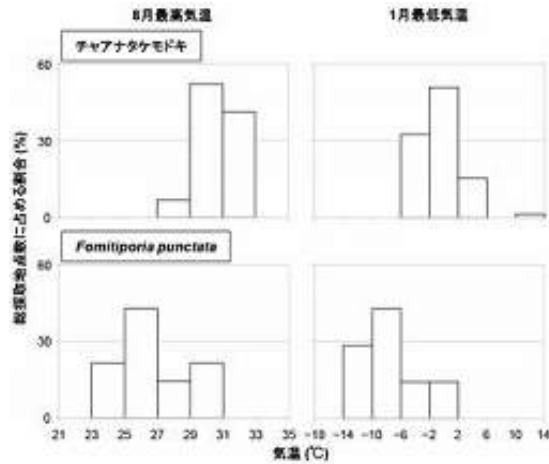 8月最高気温
1月最低気温
チャアナタケモドキ
総採取地点数に占める割合 (%)
60
30
0
Fomitiporia punctata
60
30
0
21 23 25 27 29 31 33 35 -18 -14 -10 -6 -2 2 6 10 14
気温 (℃)